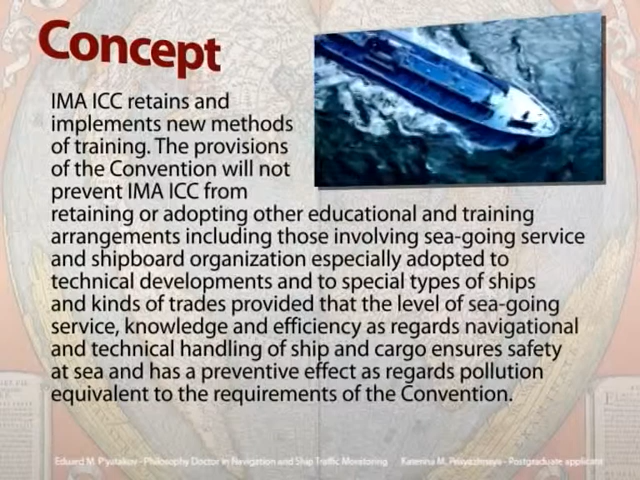 Concept
IMA ICC retains and
implements new methods
of training. The provisions
of the Convention will not
prevent IMA ICC from
retaining or adopting other educational and training
arrangements including those involving sea-going service
and shipboard organization especially adopted to
technical developments and to special types of ships
and kinds of trades provided that the level of sea-going
service, knowledge and efficiency as regards navigational
and technical handling of ship and cargo ensures safety
at sea and has a preventive effect as regards pollution
equivalent to the requirements of the Convention.
Edward M. - Philosophy Doctor in Navigation and Ship Traffic Monitoring Katerina M. - Postgraduate applicant